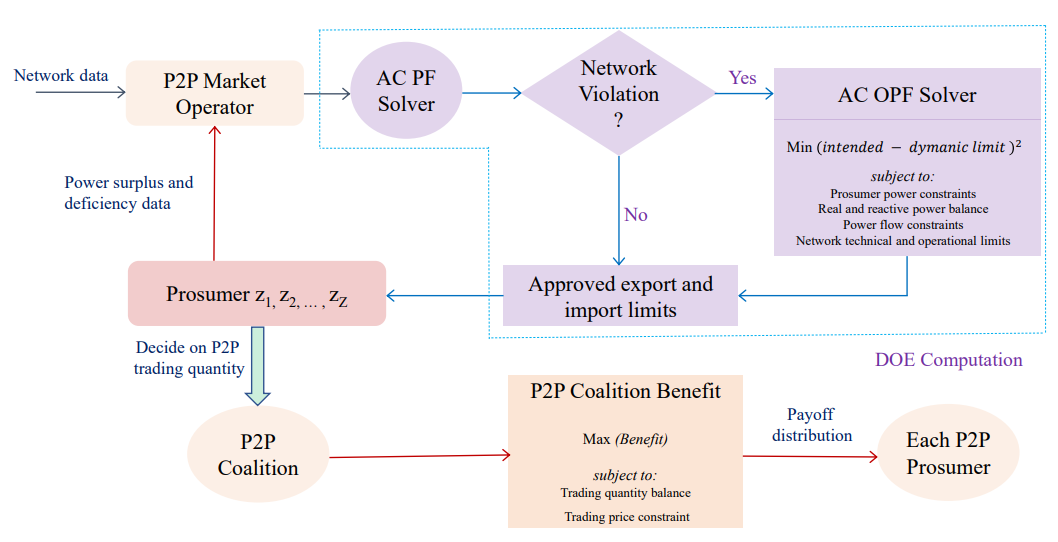 Network data
P2P Market
Operator
AC PF
Solver
Network
Violation
?
Yes
AC OPF Solver
Min (intended − dymanic limit )²
subject to:
Prosumer power constraints
Real and reactive power balance
Power flow constraints
Network technical and operational limits
No
Power surplus and
deficiency data
Prosumer z₁, z₂, … , z_Z
Approved export and
import limits
DOE Computation
Decide on P2P
trading quantity
P2P
Coalition
P2P Coalition Benefit
Max (Benefit)
subject to:
Trading quantity balance
Trading price constraint
Payoff
distribution
Each P2P
Prosumer